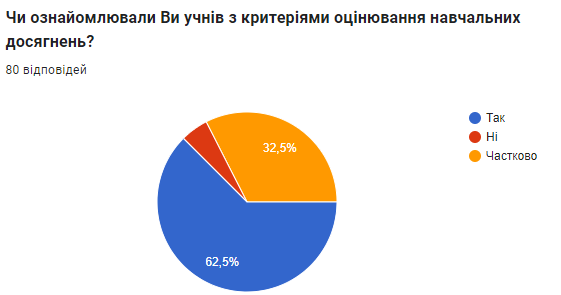 Чи ознайомлювали Ви учнів з критеріями оцінювання навчальних
досягнень?
80 відповідей
Так
Ні
Частково
32,5%
62,5%